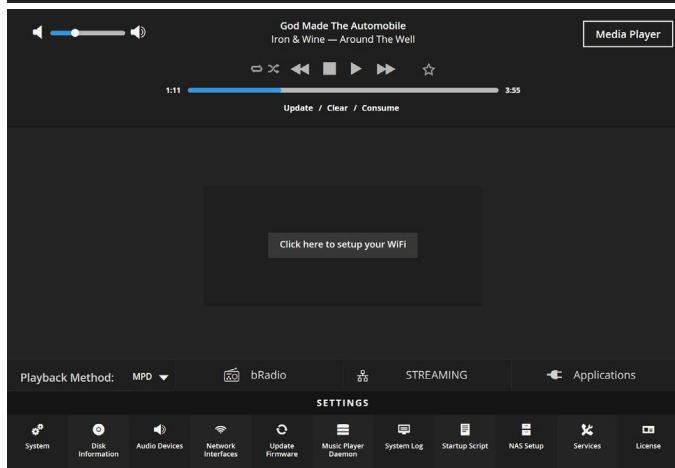 God Made The Automobile
Iron & Wine — Around The Well
Media Player
1:11
3:55
Update / Clear / Consume
Click here to setup your WiFi
Playback Method: MPD
bRadio
STREAMING
Applications
SETTINGS
System
Disk
Information
Audio Devices
Network
Interfaces
Update
Firmware
Music Player
Daemon
System Log
Startup Script
NAS Setup
Services
License